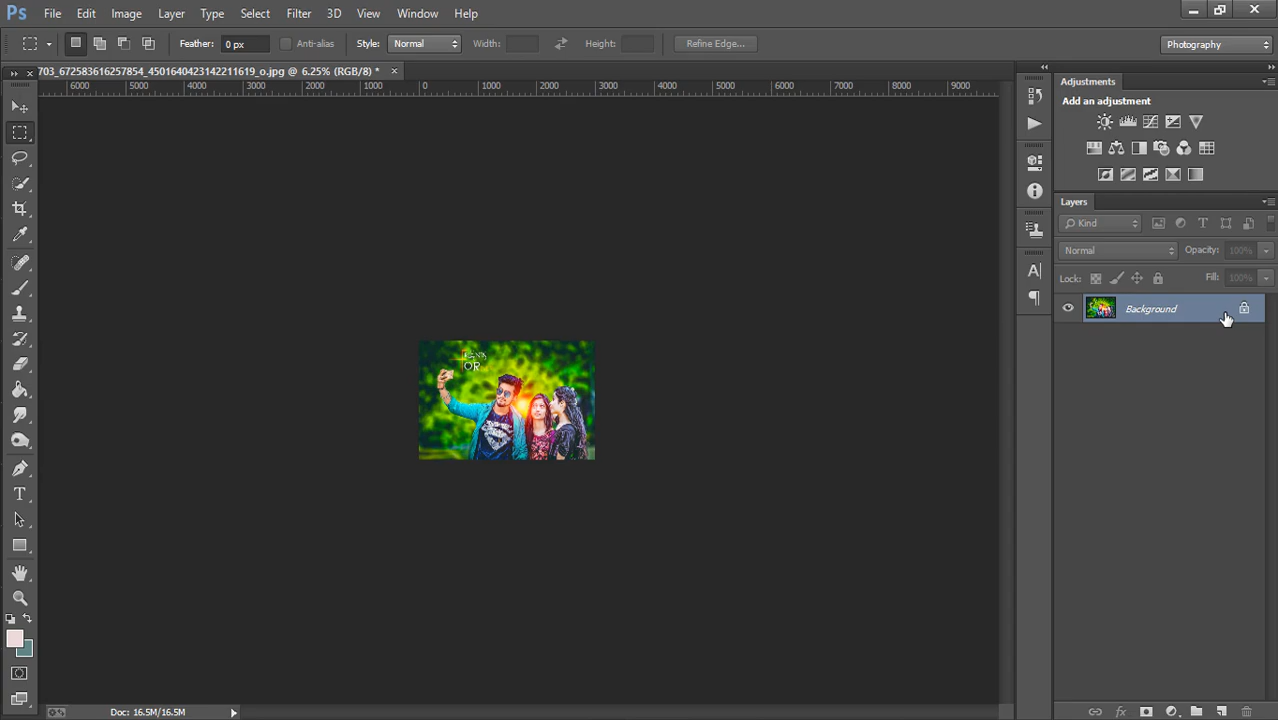 Ps File Edit Image Layer Type Select Filter 3D View Window Help
Feather: 0 px Anti-alias Style: Normal Width: Height: Refine Edge... Photography
703_672583616257854_4501640423142211619_o.jpg @ 6.25% (RGB/8) * ×
6000 5000 4000 3000 2000 1000 0 1000 2000 3000 4000 5000 6000 7000 8000 9000
Adjustments
Add an adjustment
Layers
Kind
Normal Opacity: 100%
Lock: Fill: 100%
Background
OR
Doc: 16.5M/16.5M